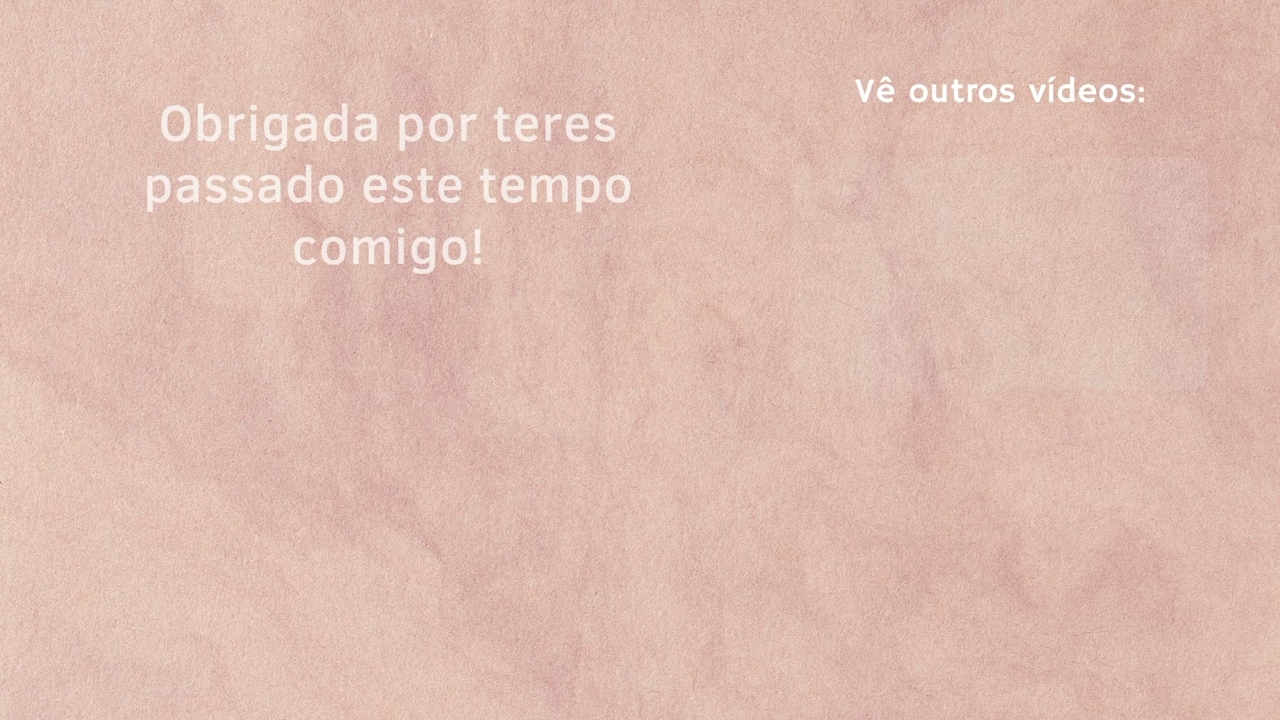 Obrigada por teres
passado este tempo
comigo!
Vê outros vídeos: